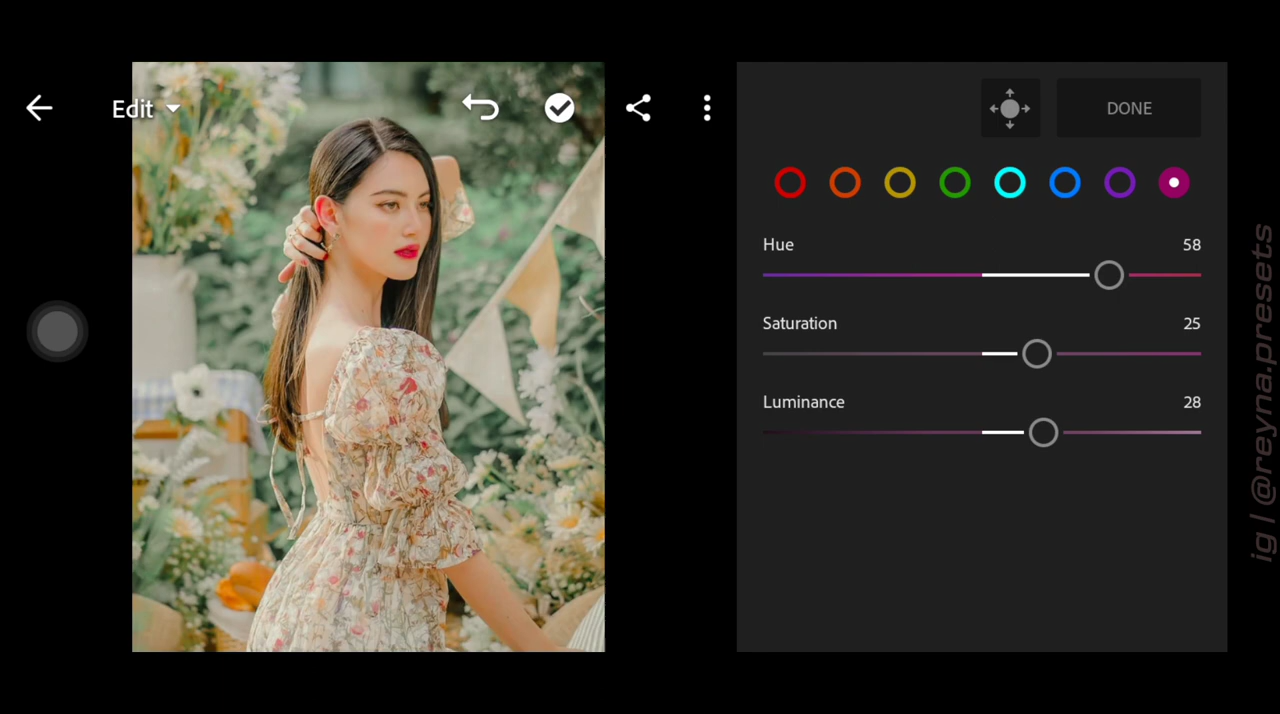 Edit
DONE
Hue 58
Saturation 25
Luminance 28
ig | @reyna.presets